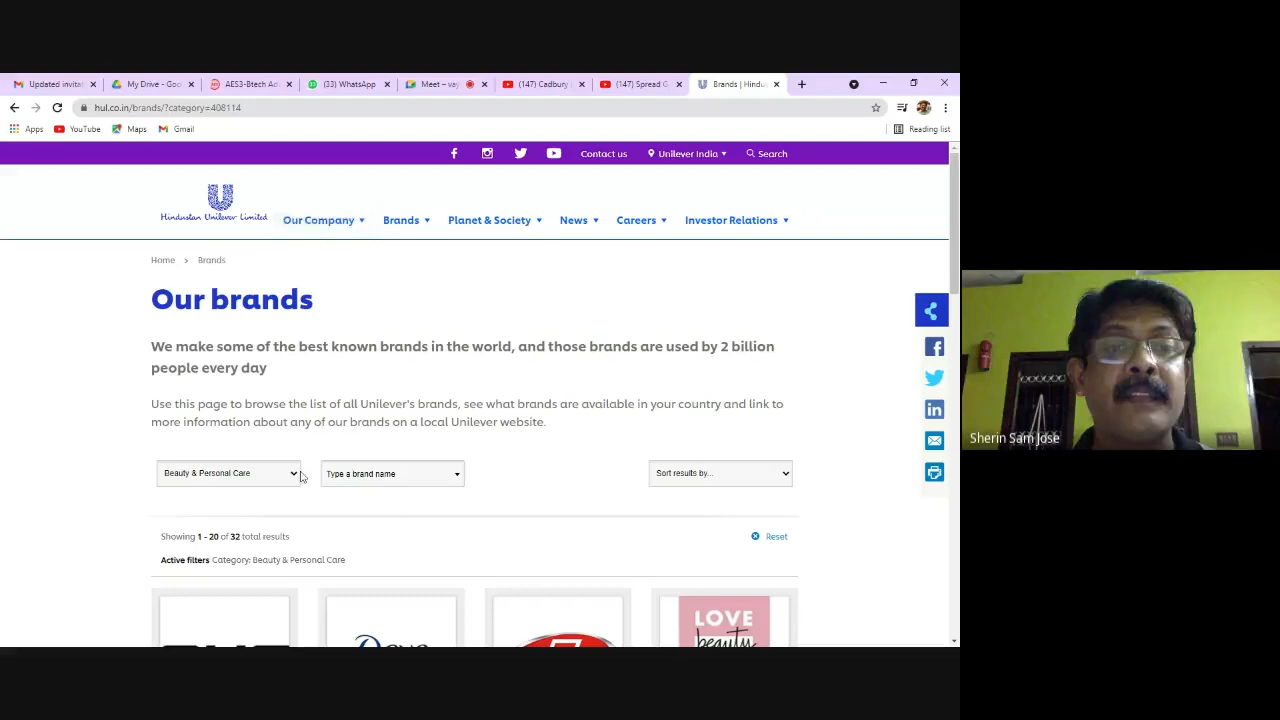 Updated invita
My Drive - Goo
AES3-Btech Ad
(33) WhatsApp
Meet – vay
(147) Cadbury
(147) Spread G
Brands | Hindus
hul.co.in/brands/?category=408114
Apps
YouTube
Maps
Gmail
Reading list
Contact us
Unilever India
Search
Hindustan Unilever Limited
Our Company
Brands
Planet & Society
News
Careers
Investor Relations
Home > Brands
Our brands
We make some of the best known brands in the world, and those brands are used by 2 billion
people every day
Use this page to browse the list of all Unilever's brands, see what brands are available in your country and link to
more information about any of our brands on a local Unilever website.
Beauty & Personal Care
Type a brand name
Sort results by...
Showing 1 - 20 of 32 total results
Reset
Active filters Category: Beauty & Personal Care
LOVE
beauty
Sherin Sam Jose